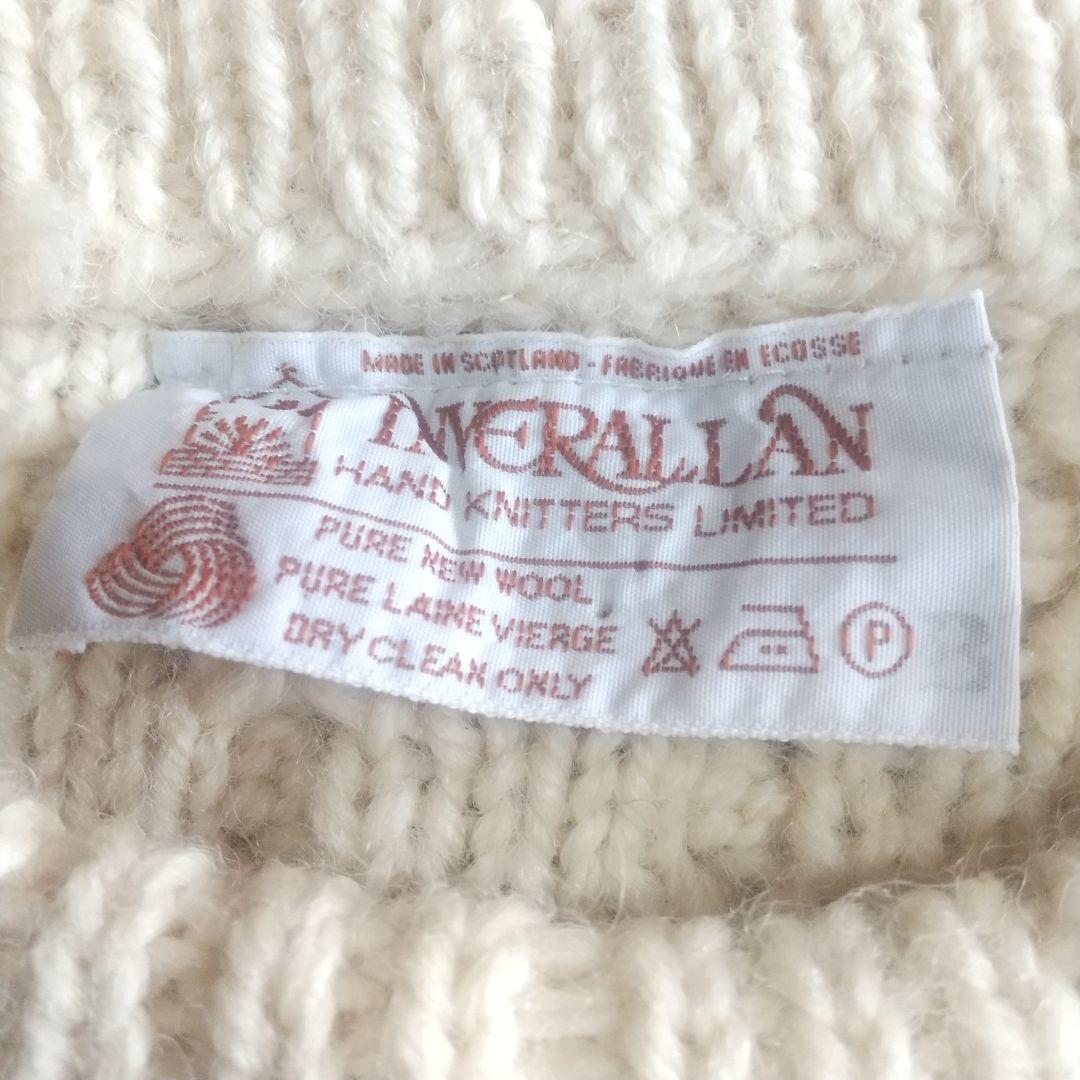 MADE IN SCOTLAND - FABRIQUE EN ECOSSE
INVERALLAN
HAND KNITTERS LIMITED
PURE NEW WOOL
PURE LAINE VIERGE
DRY CLEAN ONLY
P